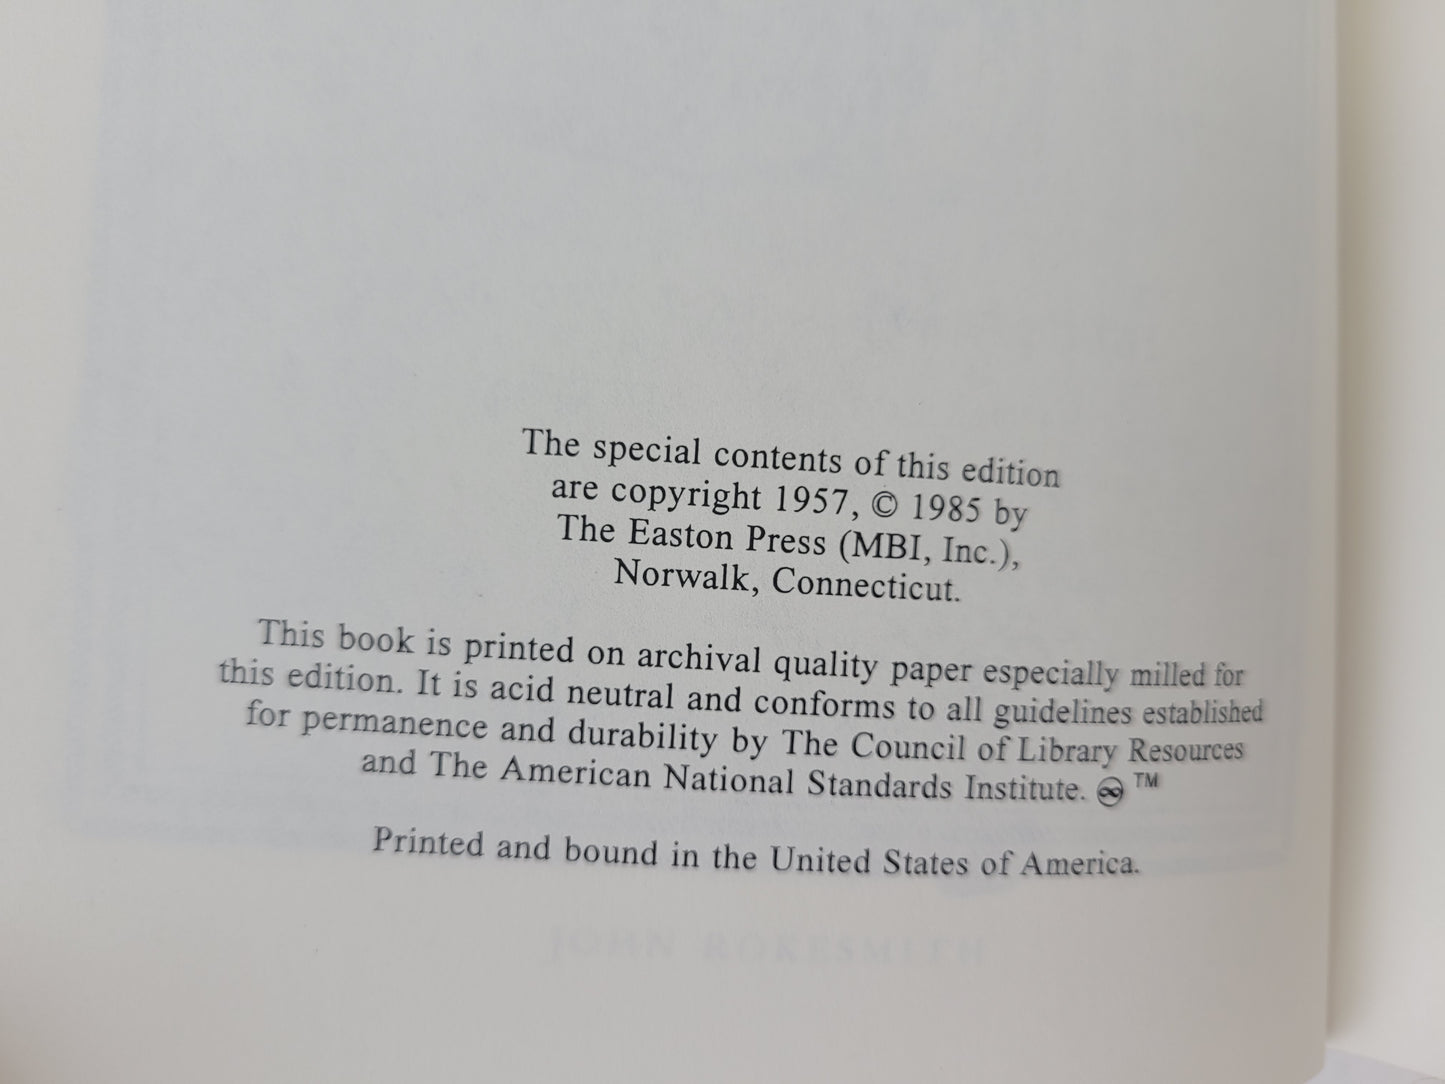 The special contents of this edition
are copyright 1957, © 1985 by
The Easton Press (MBI, Inc.),
Norwalk, Connecticut.
This book is printed on archival quality paper especially milled for
this edition. It is acid neutral and conforms to all guidelines established
for permanence and durability by The Council of Library Resources
and The American National Standards Institute. ♾ ™
Printed and bound in the United States of America.
JOHN ROKESMITH